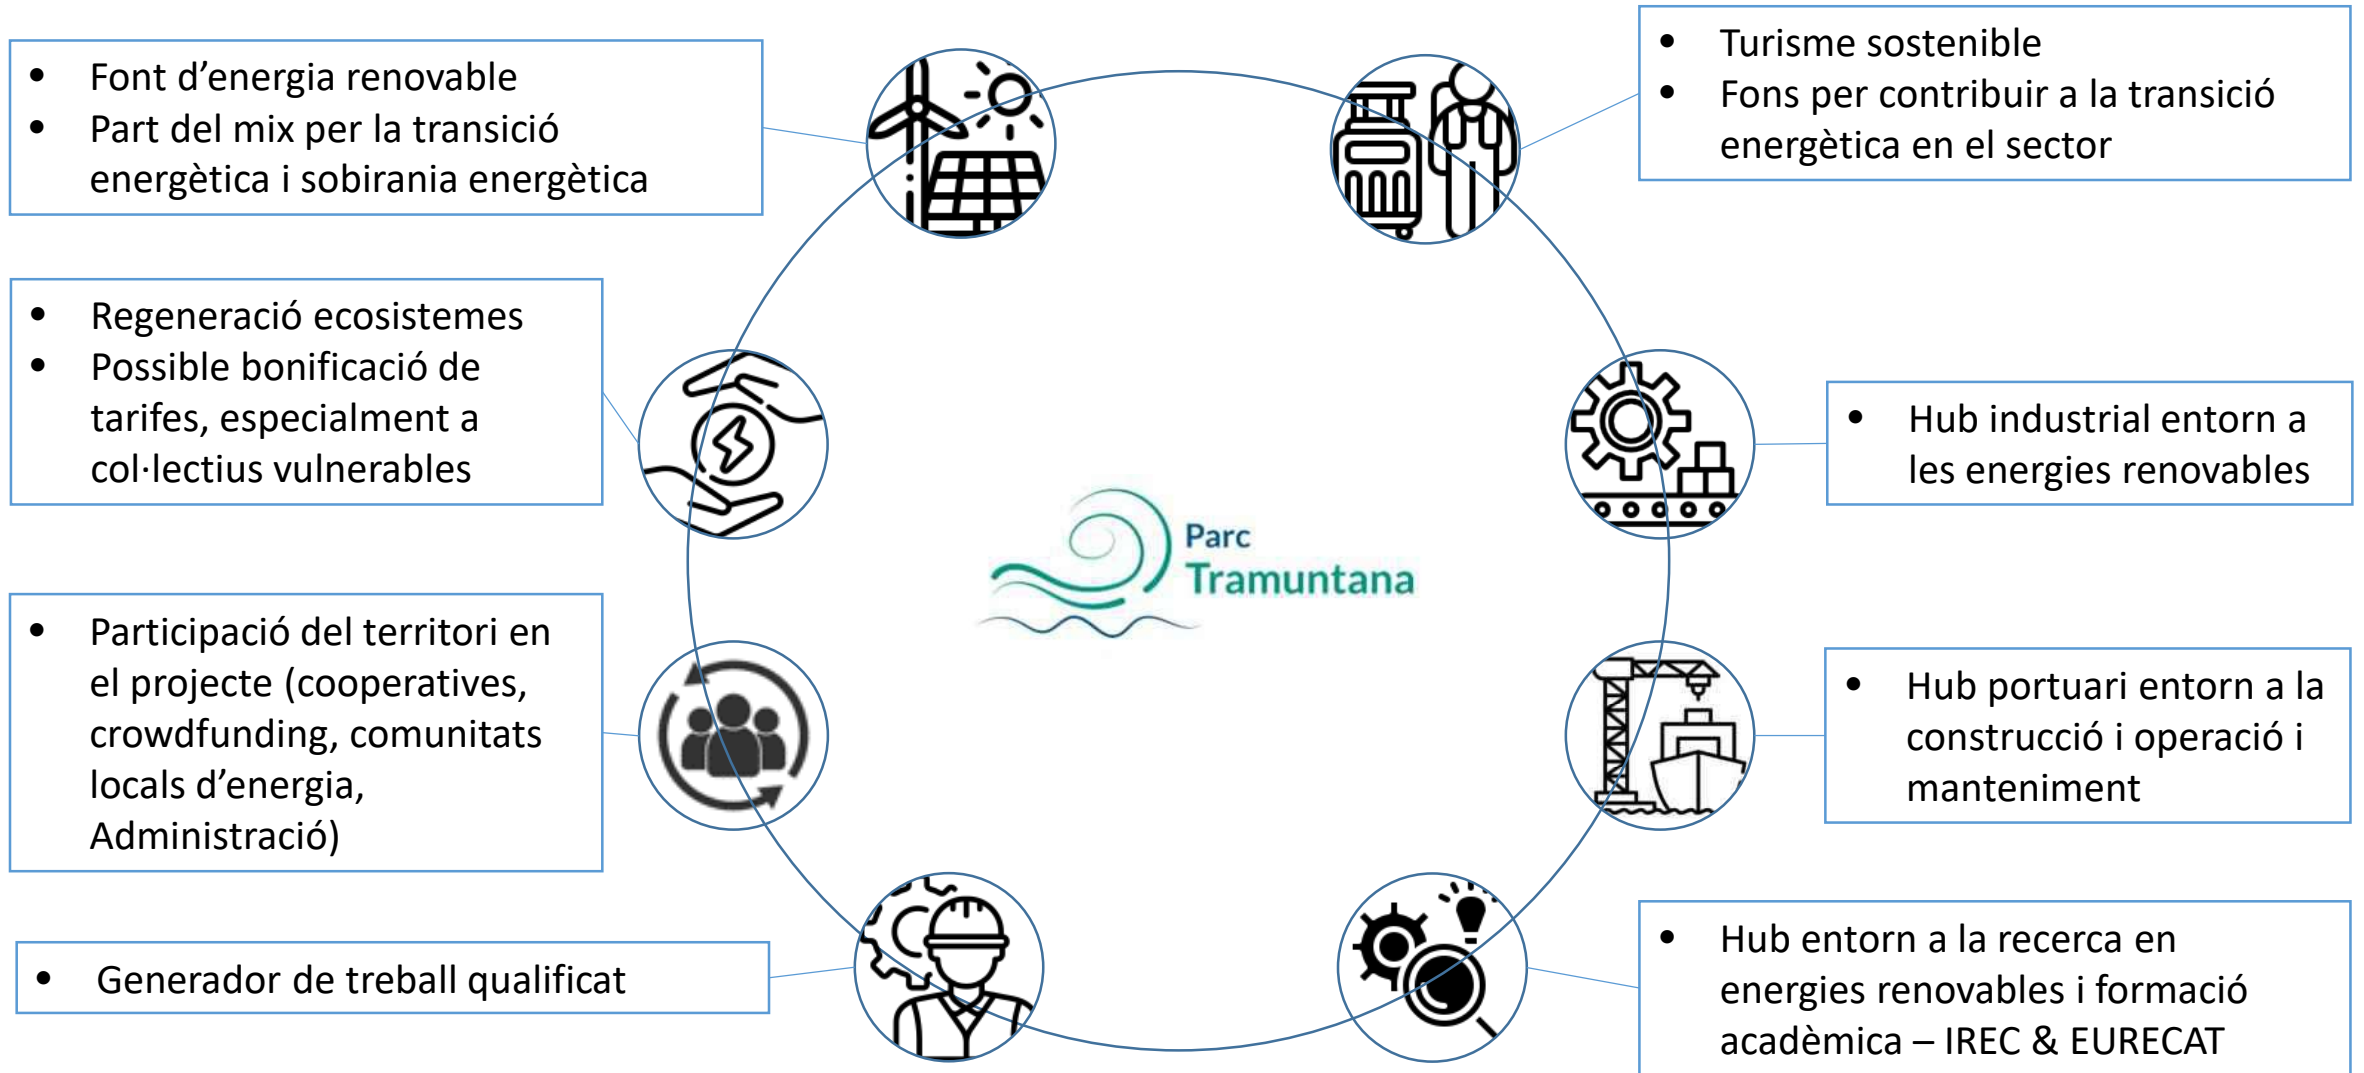 • Font d’energia renovable
• Part del mix per la transició
energètica i sobirania energètica
• Regeneració ecosistemes
• Possible bonificació de
tarifes, especialment a
col·lectius vulnerables
• Participació del territori en
el projecte (cooperatives,
crowdfunding, comunitats
locals d’energia,
Administració)
• Generador de treball qualificat
Parc
Tramuntana
• Turisme sostenible
• Fons per contribuir a la transició
energètica en el sector
• Hub industrial entorn a
les energies renovables
• Hub portuari entorn a la
construcció i operació i
manteniment
• Hub entorn a la recerca en
energies renovables i formació
acadèmica – IREC & EURECAT